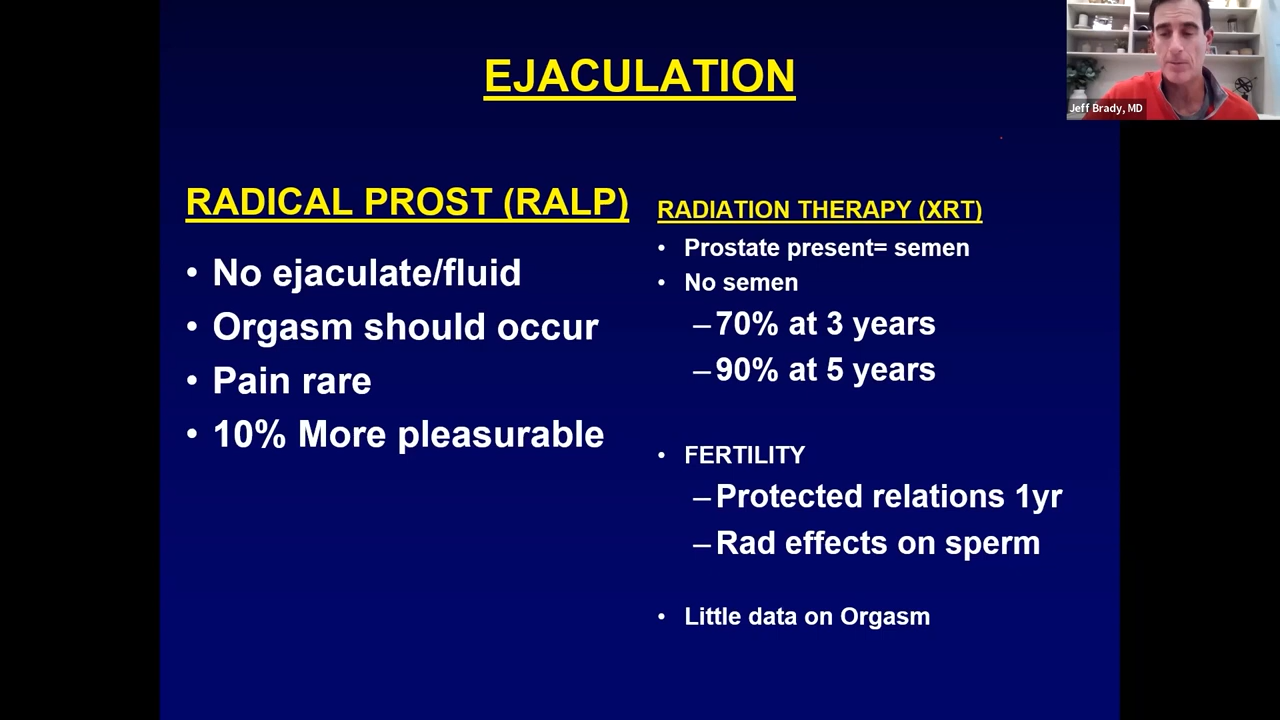 EJACULATION
Jeff Brady, MD
RADICAL PROST (RALP)
• No ejaculate/fluid
• Orgasm should occur
• Pain rare
• 10% More pleasurable
RADIATION THERAPY (XRT)
• Prostate present= semen
• No semen
–70% at 3 years
–90% at 5 years
• FERTILITY
–Protected relations 1yr
–Rad effects on sperm
• Little data on Orgasm